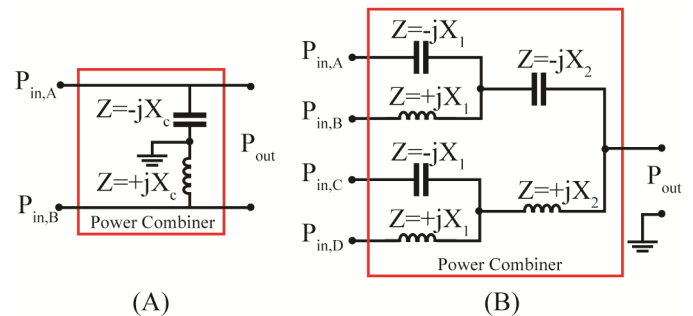 P_in,A
Z=-jX_c
P_out
Z=+jX_c
P_in,B
Power Combiner
(A)
P_in,A
Z=-jX_1
Z=-jX_2
P_in,B
Z=+jX_1
P_in,C
Z=-jX_1
Z=+jX_2
P_out
P_in,D
Z=+jX_1
Power Combiner
(B)